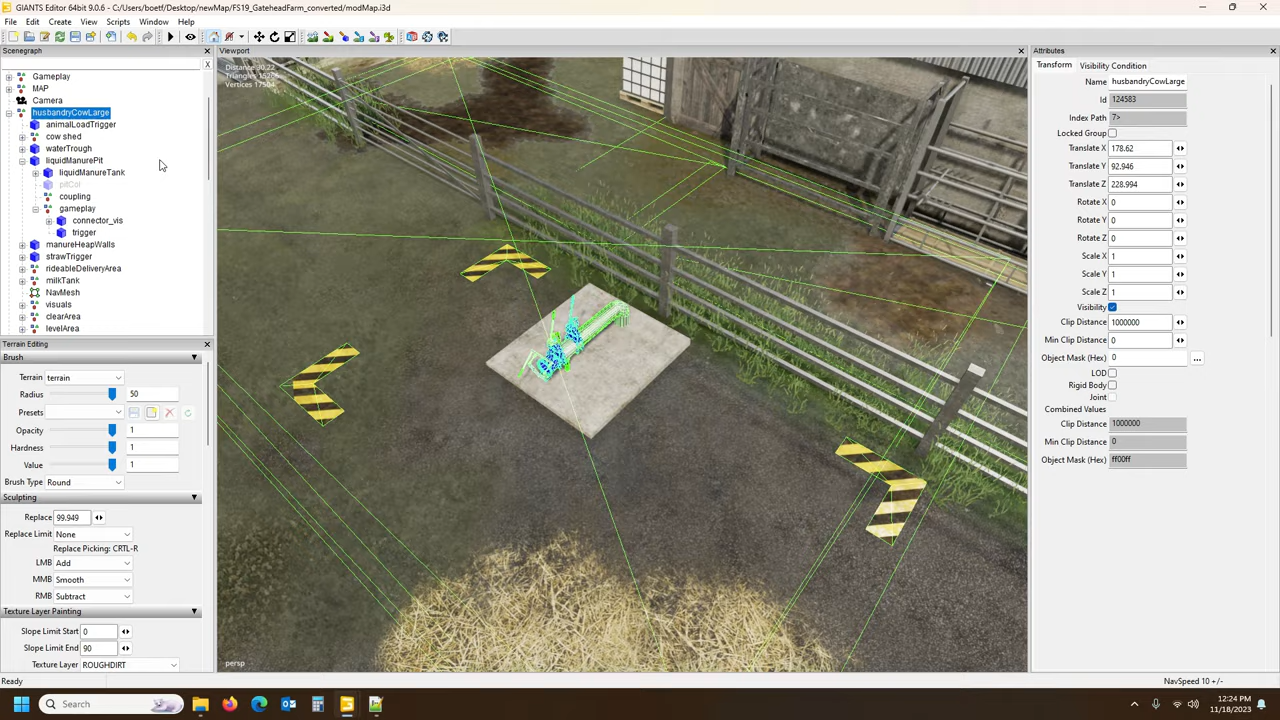 GIANTS Editor 64bit 9.0.6 - C:/Users/boetf/Desktop/newMap/FS19_GateheadFarm_converted/modMap.i3d
File Edit Create View Scripts Window Help
Scenegraph
Gameplay
MAP
Camera
husbandryCowLarge
animalLoadTrigger
cow shed
waterTrough
liquidManurePit
liquidManureTank
pitCol
coupling
gameplay
connector_vis
trigger
manureHeapWalls
strawTrigger
rideableDeliveryArea
milkTank
NavMesh
visuals
clearArea
levelArea
Terrain Editing
Brush
Terrain terrain
Radius 50
Presets
Opacity 1
Hardness 1
Value 1
Brush Type Round
Sculpting
Replace 99.949
Replace Limit None
Replace Picking: CRTL-R
LMB Add
MMB Smooth
RMB Subtract
Texture Layer Painting
Slope Limit Start 0
Slope Limit End 90
Texture Layer ROUGHDIRT
Ready
Viewport
Distance 30.22
Vertices 17504
persp
Attributes
Transform Visibility Condition
Name husbandryCowLarge
Id 124583
Index Path 7>
Locked Group
Translate X 178.62
Translate Y 92.946
Translate Z 228.994
Rotate X 0
Rotate Y 0
Rotate Z 0
Scale X 1
Scale Y 1
Scale Z 1
Visibility
Clip Distance 1000000
Min Clip Distance 0
Object Mask (Hex) 0 ...
LOD
Rigid Body
Joint
Combined Values
Clip Distance 1000000
Min Clip Distance 0
Object Mask (Hex) ff00ff
NavSpeed 10 +/-
Search
12:24 PM
11/18/2023